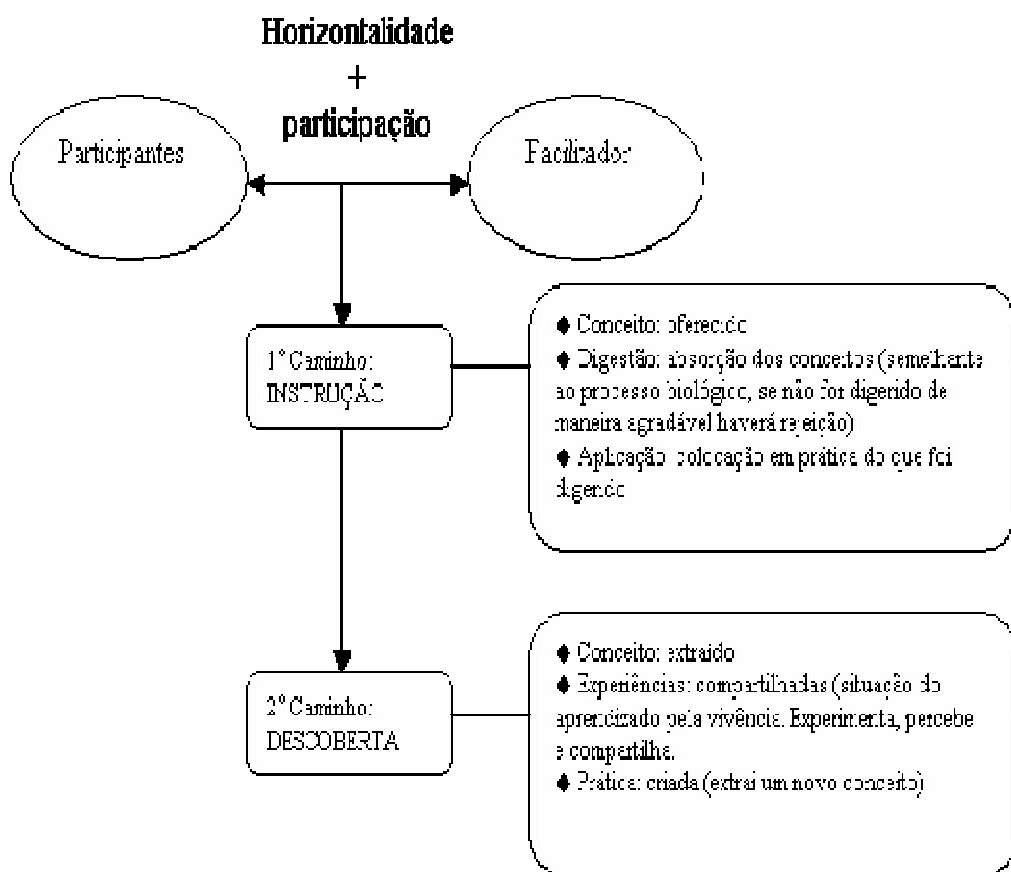 Horizontalidade
+
participação
Participantes
Facilitador
1º Caminho:
INSTRUÇÃO
♦ Conceito: oferecido
♦ Digestão: absorção dos conceitos (semelhante
ao processo biológico, se não for digerido de
maneira agradável haverá rejeição)
♦ Aplicação: colocação em prática do que foi
digerido
2º Caminho:
DESCOBERTA
♦ Conceito: extraido
♦ Experiências: compartilhadas (situação do
aprendizado pela vivência. Experimenta, percebe
e compartilha.
♦ Prática: criada (extrai um novo conceito)